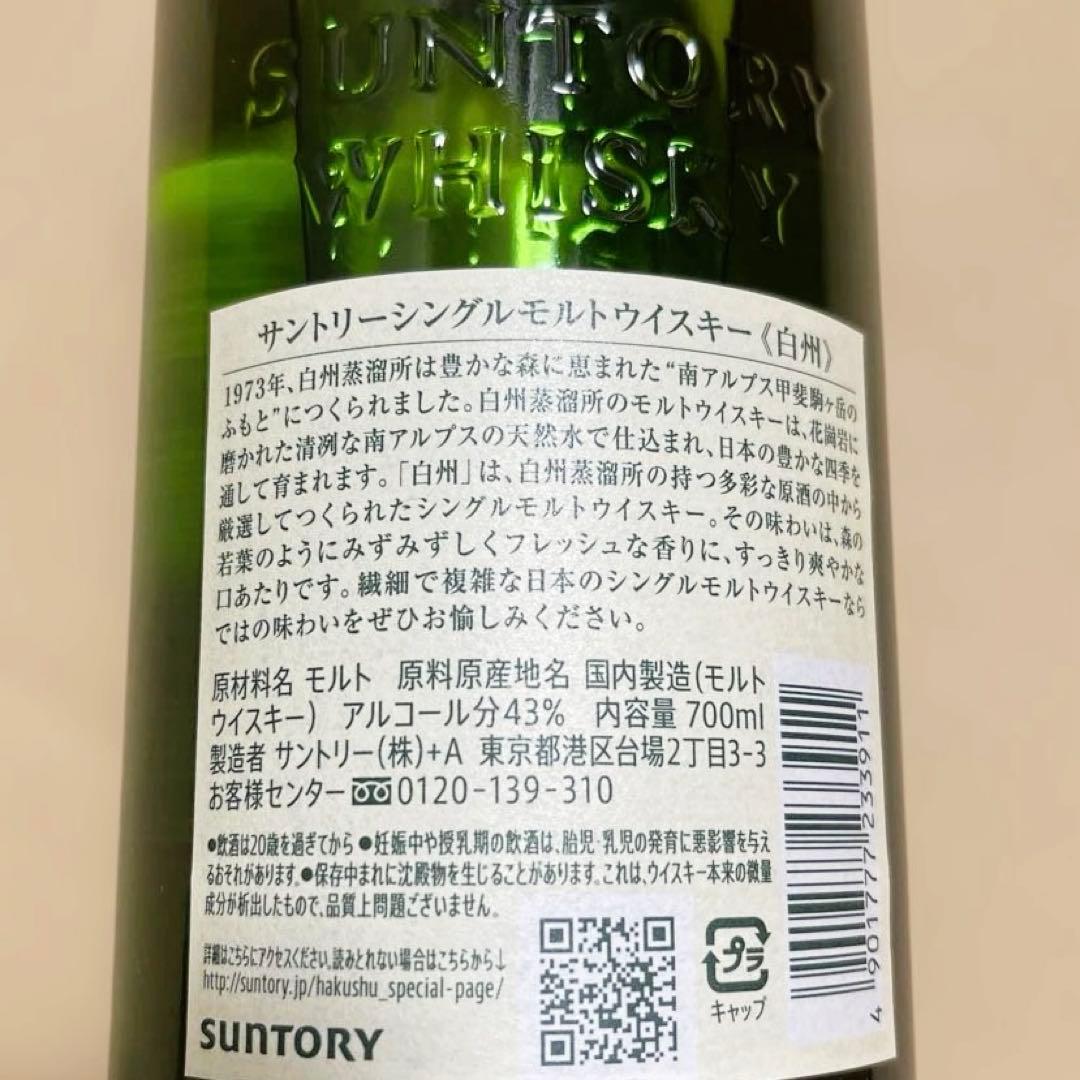 SUNTORY
WHISKY
サントリーシングルモルトウイスキー《白州》
1973年、白州蒸溜所は豊かな森に恵まれた“南アルプス甲斐駒ヶ岳の
ふもと”につくられました。白州蒸溜所のモルトウイスキーは、花崗岩に
磨かれた清冽な南アルプスの天然水で仕込まれ、日本の豊かな四季を
通して育まれます。「白州」は、白州蒸溜所の持つ多彩な原酒の中から
厳選してつくられたシングルモルトウイスキー。その味わいは、森の
若葉のようにみずみずしくフレッシュな香りに、すっきり爽やかな
口あたりです。繊細で複雑な日本のシングルモルトウイスキーなら
ではの味わいをぜひお愉しみください。
原材料名 モルト 原料原産地名 国内製造(モルト
ウイスキー) アルコール分43% 内容量 700ml
製造者 サントリー(株)+A 東京都港区台場2丁目3-3
お客様センター 0120-139-310
●飲酒は20歳を過ぎてから ●妊娠中や授乳期の飲酒は、胎児・乳児の発育に悪影響を与え
るおそれがあります。●保存中まれに沈殿物を生じることがあります。これは、ウイスキー本来の微量
成分が析出したもので、品質上問題ございません。
詳細はこちらにアクセスください。読みとれない場合はこちらから↓
http://suntory.jp/hakushu_special-page/
SUNTORY
プラ
キャップ
4 901777 233911